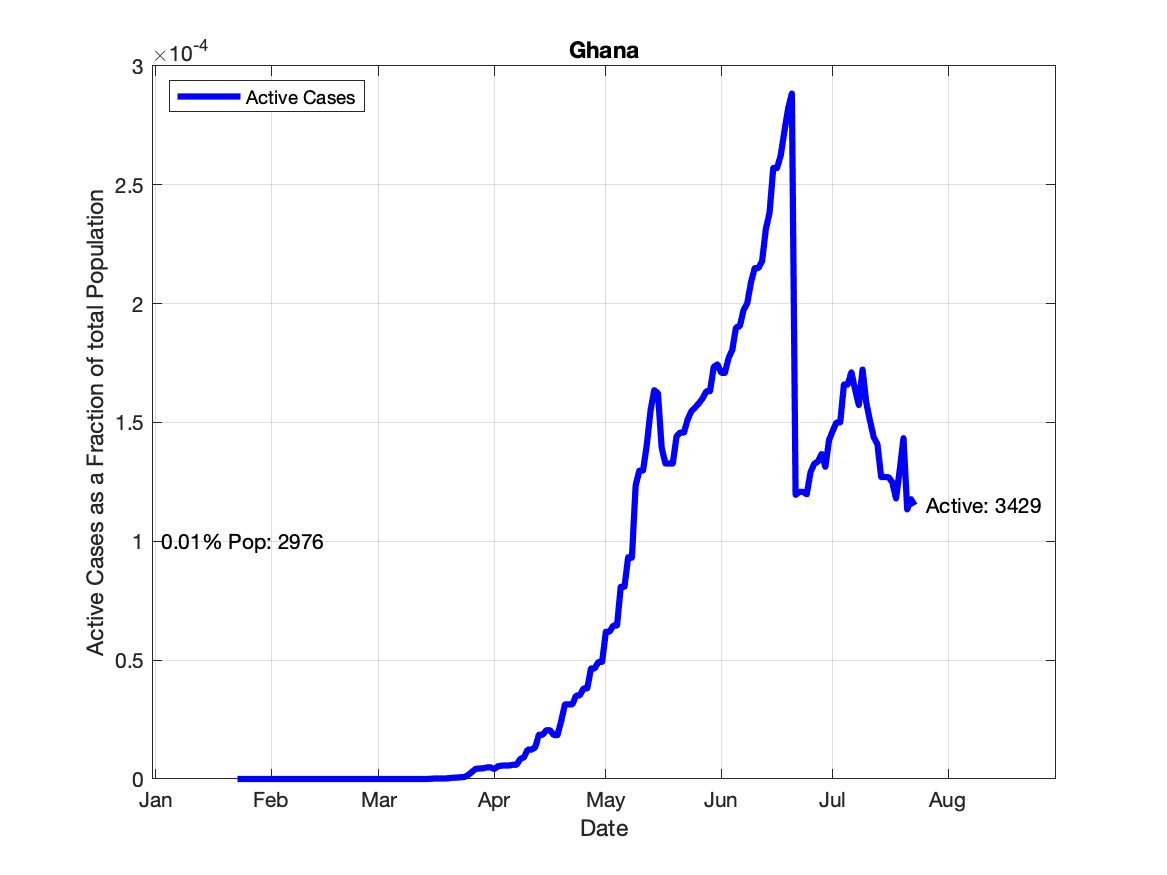 Ghana
×10-4
3
2.5
2
1.5
1
0.5
0
Active Cases as a Fraction of total Population
Active Cases
0.01% Pop: 2976
Active: 3429
Jan Feb Mar Apr May Jun Jul Aug
Date